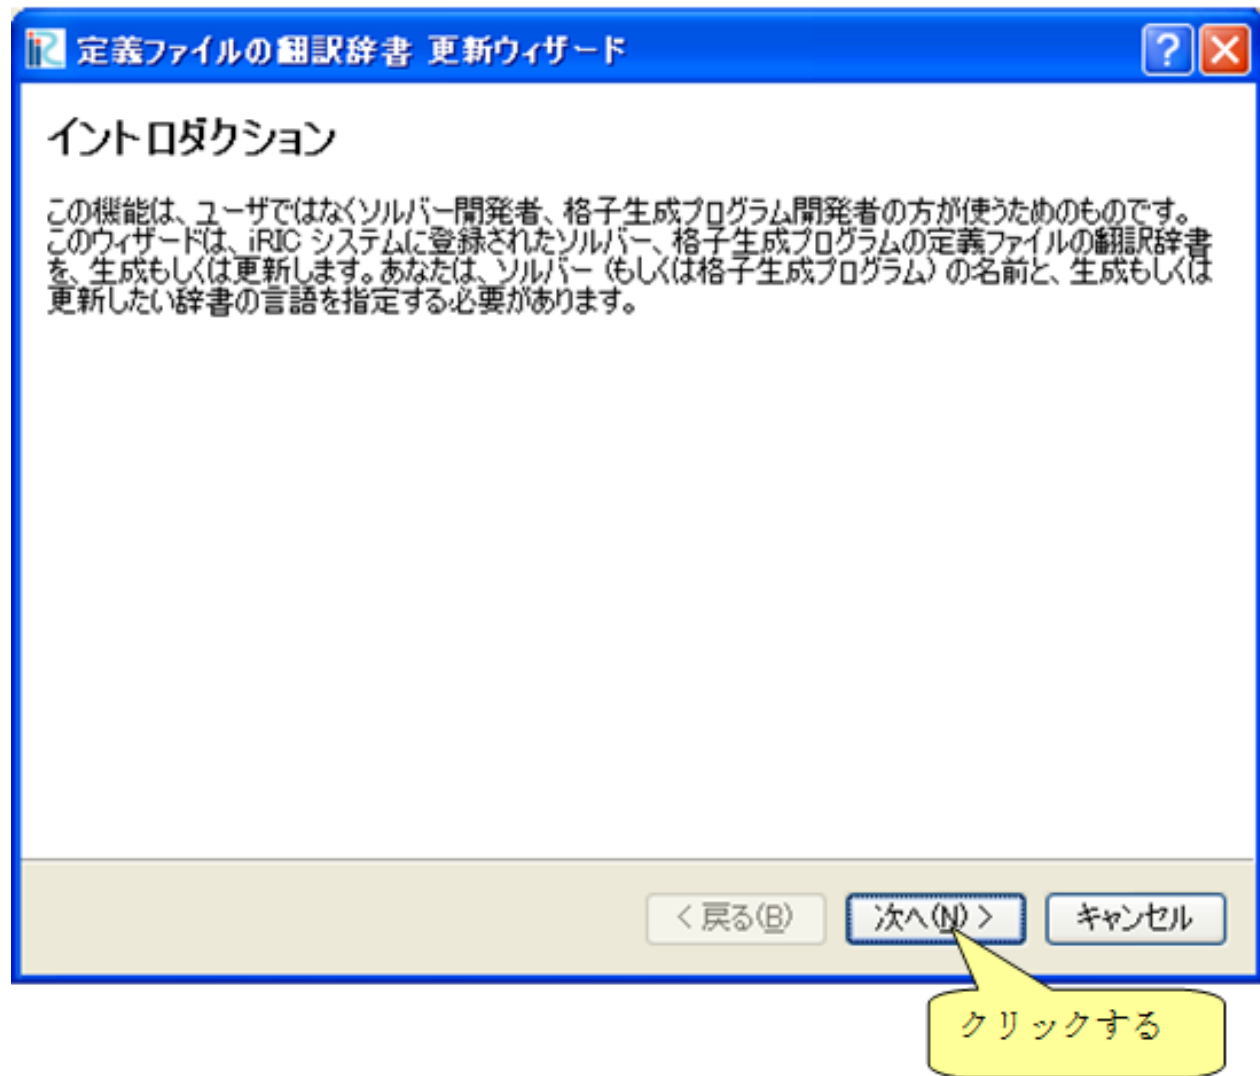 定義ファイルの翻訳辞書 更新ウィザード
イントロダクション
この機能は、ユーザではなくソルバー開発者、格子生成プログラム開発者の方が使うためのものです。
このウィザードは、iRIC システムに登録されたソルバー、格子生成プログラムの定義ファイルの翻訳辞書
を、生成もしくは更新します。あなたは、ソルバー (もしくは格子生成プログラム) の名前と、生成もしくは
更新したい辞書の言語を指定する必要があります。
< 戻る(B) 次へ(N) > キャンセル
クリックする